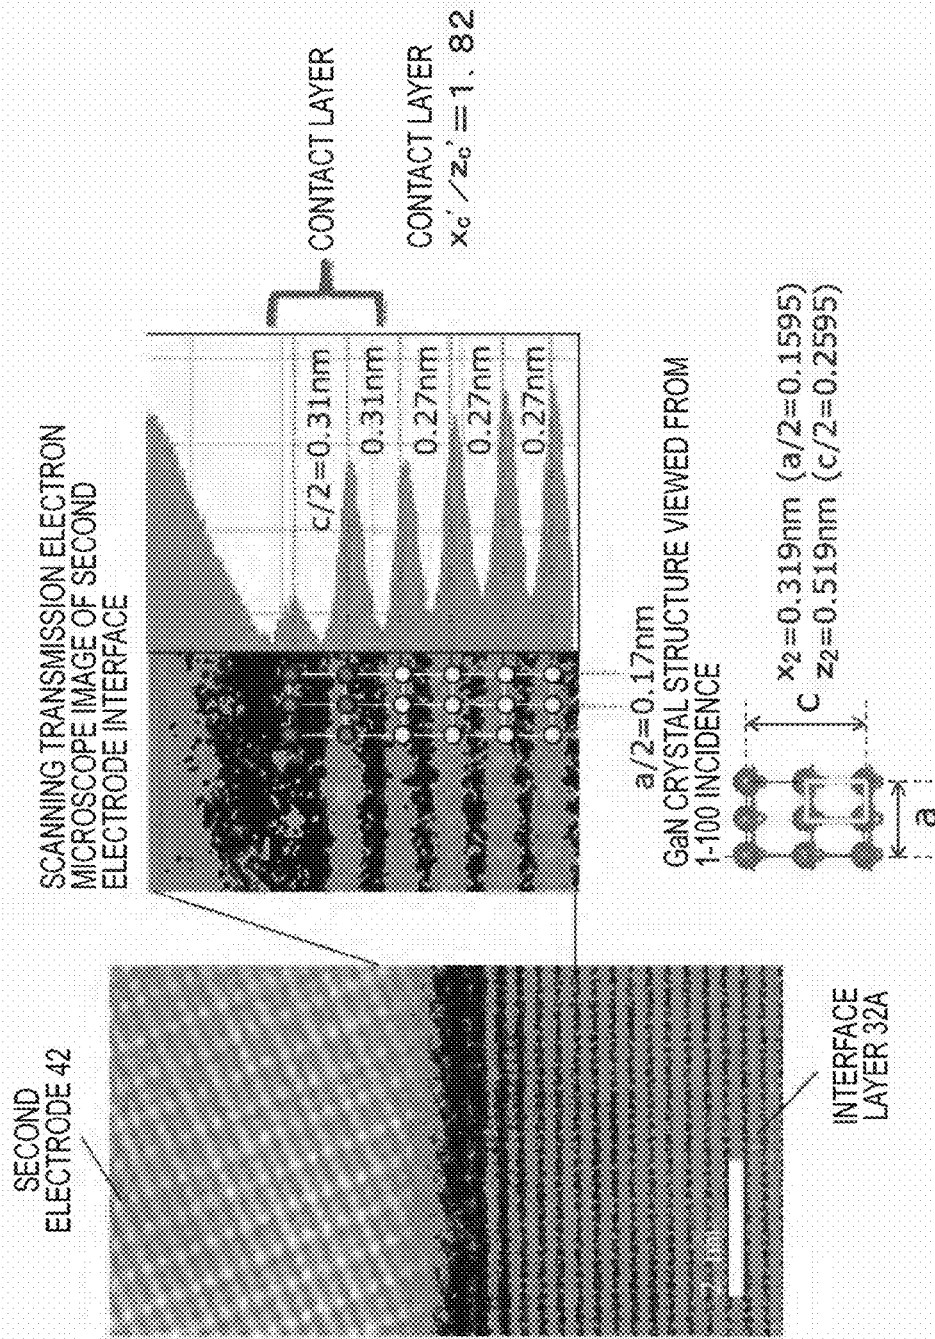 SECOND
ELECTRODE 42
SCANNING TRANSMISSION ELECTRON
MICROSCOPE IMAGE OF SECOND
ELECTRODE INTERFACE
c/2=0.31nm
0.31nm
0.27nm
0.27nm
0.27nm
CONTACT LAYER
CONTACT LAYER
xc'/zc'=1. 82
a/2=0.17nm
INTERFACE
LAYER 32A
GaN CRYSTAL STRUCTURE VIEWED FROM
1-100 INCIDENCE
c
a
x2=0.319nm (a/2=0.1595)
z2=0.519nm (c/2=0.2595)